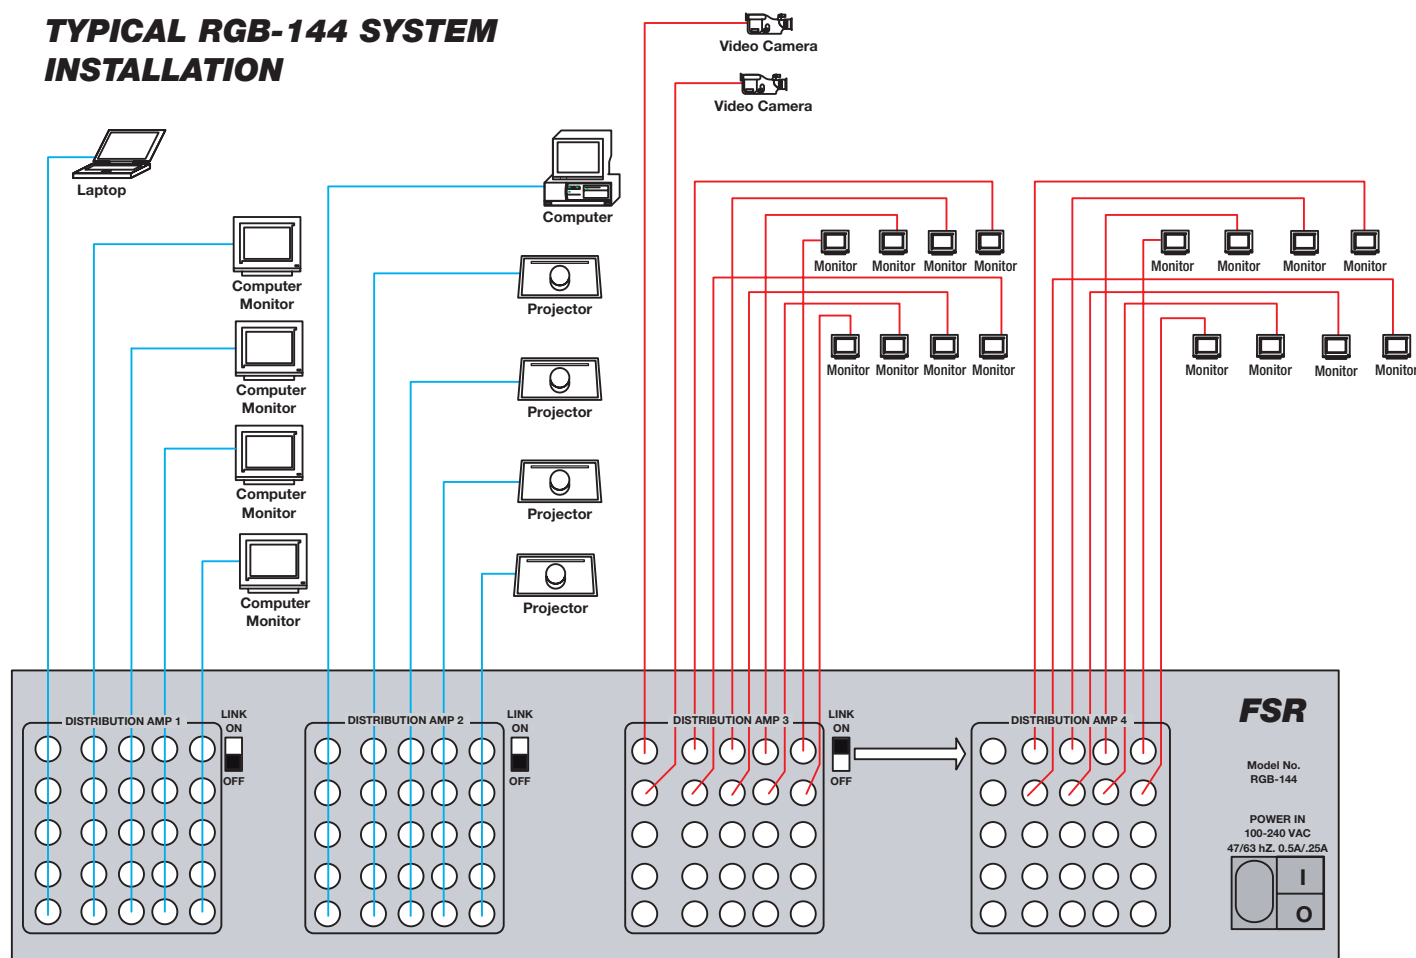 TYPICAL RGB-144 SYSTEM
INSTALLATION
Video Camera
Video Camera
Laptop
Computer
Computer
Monitor
Computer
Monitor
Computer
Monitor
Computer
Monitor
Projector
Projector
Projector
Projector
Monitor Monitor Monitor Monitor
Monitor Monitor Monitor Monitor
Monitor Monitor Monitor Monitor
Monitor Monitor Monitor Monitor
DISTRIBUTION AMP 1
LINK
ON
OFF
DISTRIBUTION AMP 2
LINK
ON
OFF
DISTRIBUTION AMP 3
LINK
ON
OFF
DISTRIBUTION AMP 4
FSR
Model No.
RGB-144
POWER IN
100-240 VAC
47/63 hZ. 0.5A/.25A
I
O